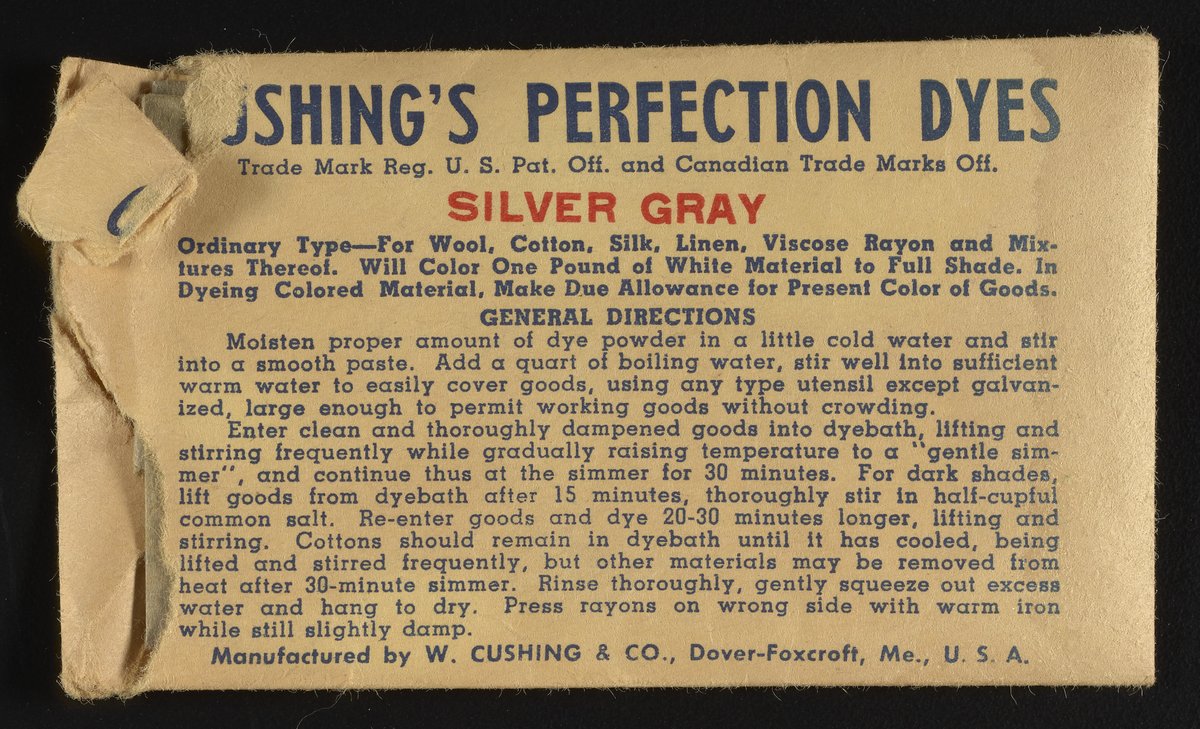 CUSHING'S PERFECTION DYES
Trade Mark Reg. U. S. Pat. Off. and Canadian Trade Marks Off.
SILVER GRAY
Ordinary Type—For Wool, Cotton, Silk, Linen, Viscose Rayon and Mix-
tures Thereof. Will Color One Pound of White Material to Full Shade. In
Dyeing Colored Material, Make Due Allowance for Present Color of Goods.
GENERAL DIRECTIONS
Moisten proper amount of dye powder in a little cold water and stir
into a smooth paste. Add a quart of boiling water, stir well into sufficient
warm water to easily cover goods, using any type utensil except galvan-
ized, large enough to permit working goods without crowding.
Enter clean and thoroughly dampened goods into dyebath, lifting and
stirring frequently while gradually raising temperature to a "gentle sim-
mer", and continue thus at the simmer for 30 minutes. For dark shades,
lift goods from dyebath after 15 minutes, thoroughly stir in half-cupful
common salt. Re-enter goods and dye 20-30 minutes longer, lifting and
stirring. Cottons should remain in dyebath until it has cooled, being
lifted and stirred frequently, but other materials may be removed from
heat after 30-minute simmer. Rinse thoroughly, gently squeeze out excess
water and hang to dry. Press rayons on wrong side with warm iron
while still slightly damp.
Manufactured by W. CUSHING & CO., Dover-Foxcroft, Me., U. S. A.